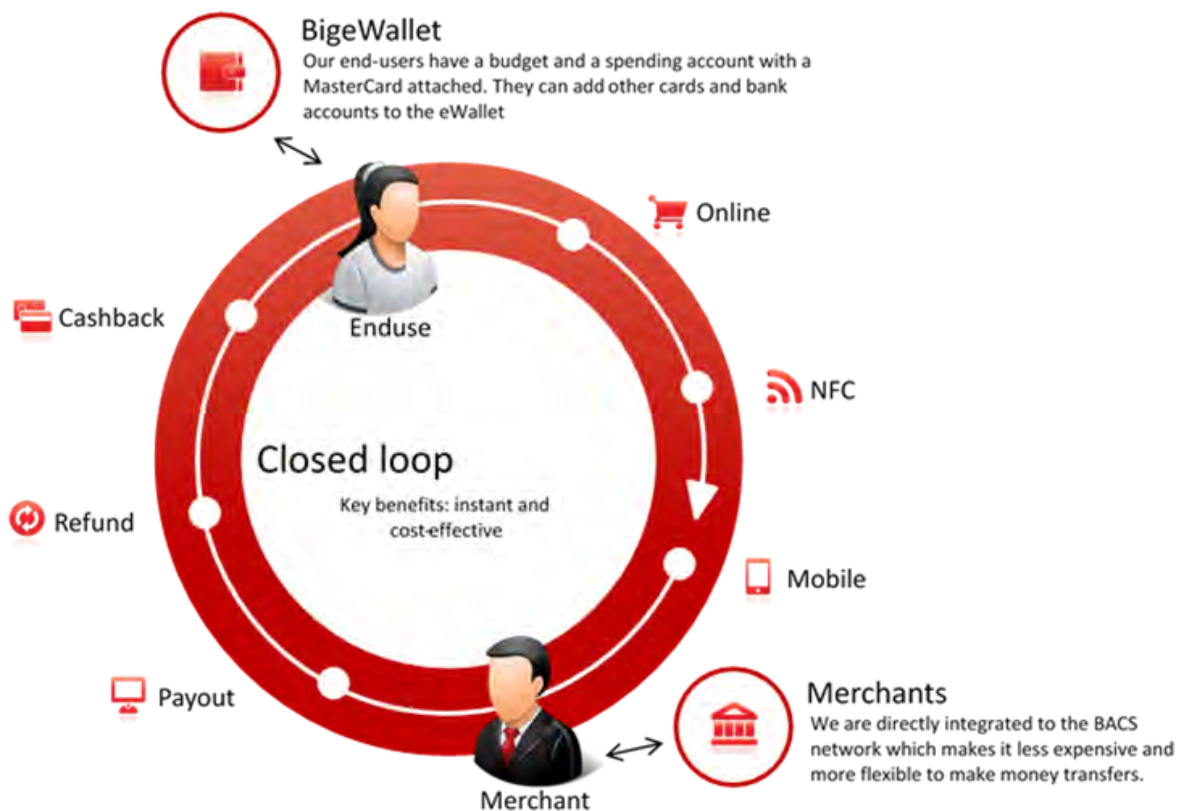 BigeWallet
Our end-users have a budget and a spending account with a
MasterCard attached. They can add other cards and bank
accounts to the eWallet
Online
Cashback
Enduse
NFC
Closed loop
Key benefits: instant and
cost-effective
Refund
Mobile
Payout
Merchants
We are directly integrated to the BACS
network which makes it less expensive and
more flexible to make money transfers.
Merchant